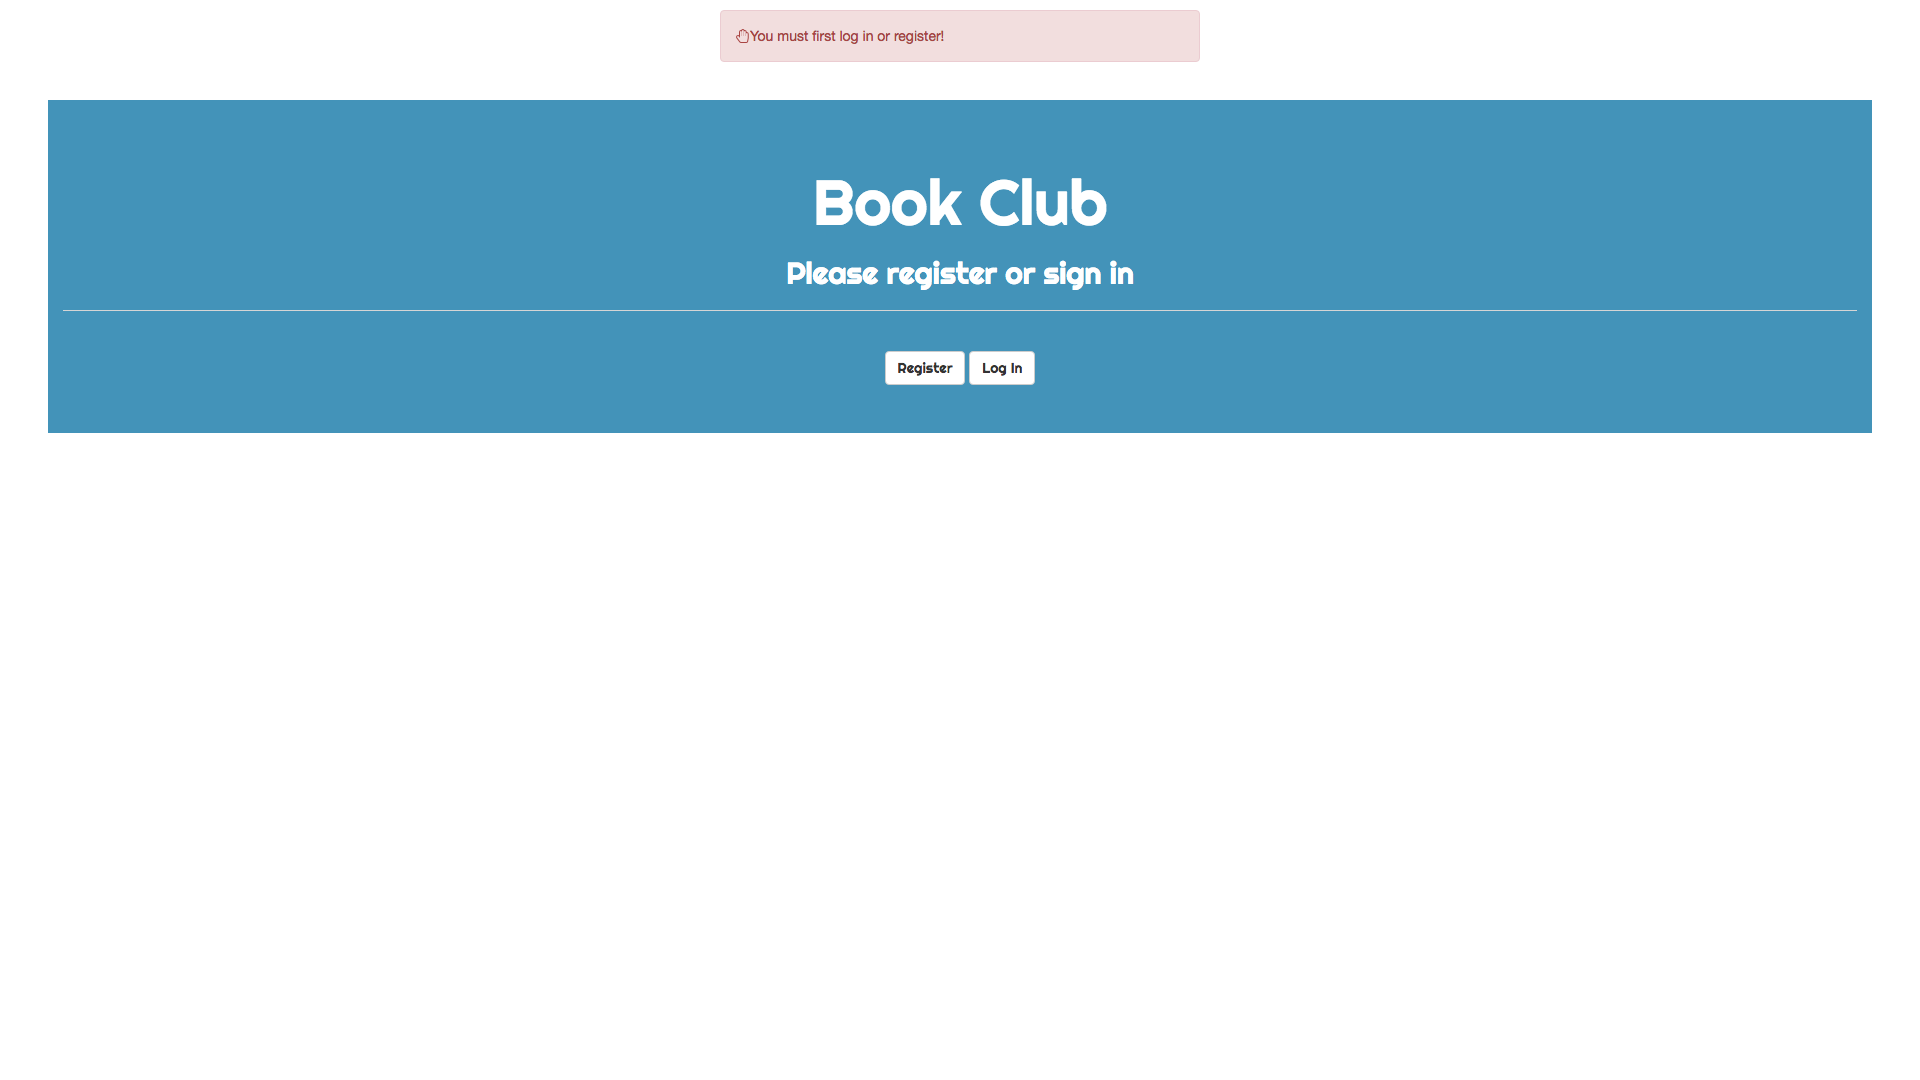 You must first log in or register!
Book Club
Please register or sign in
Register Log In